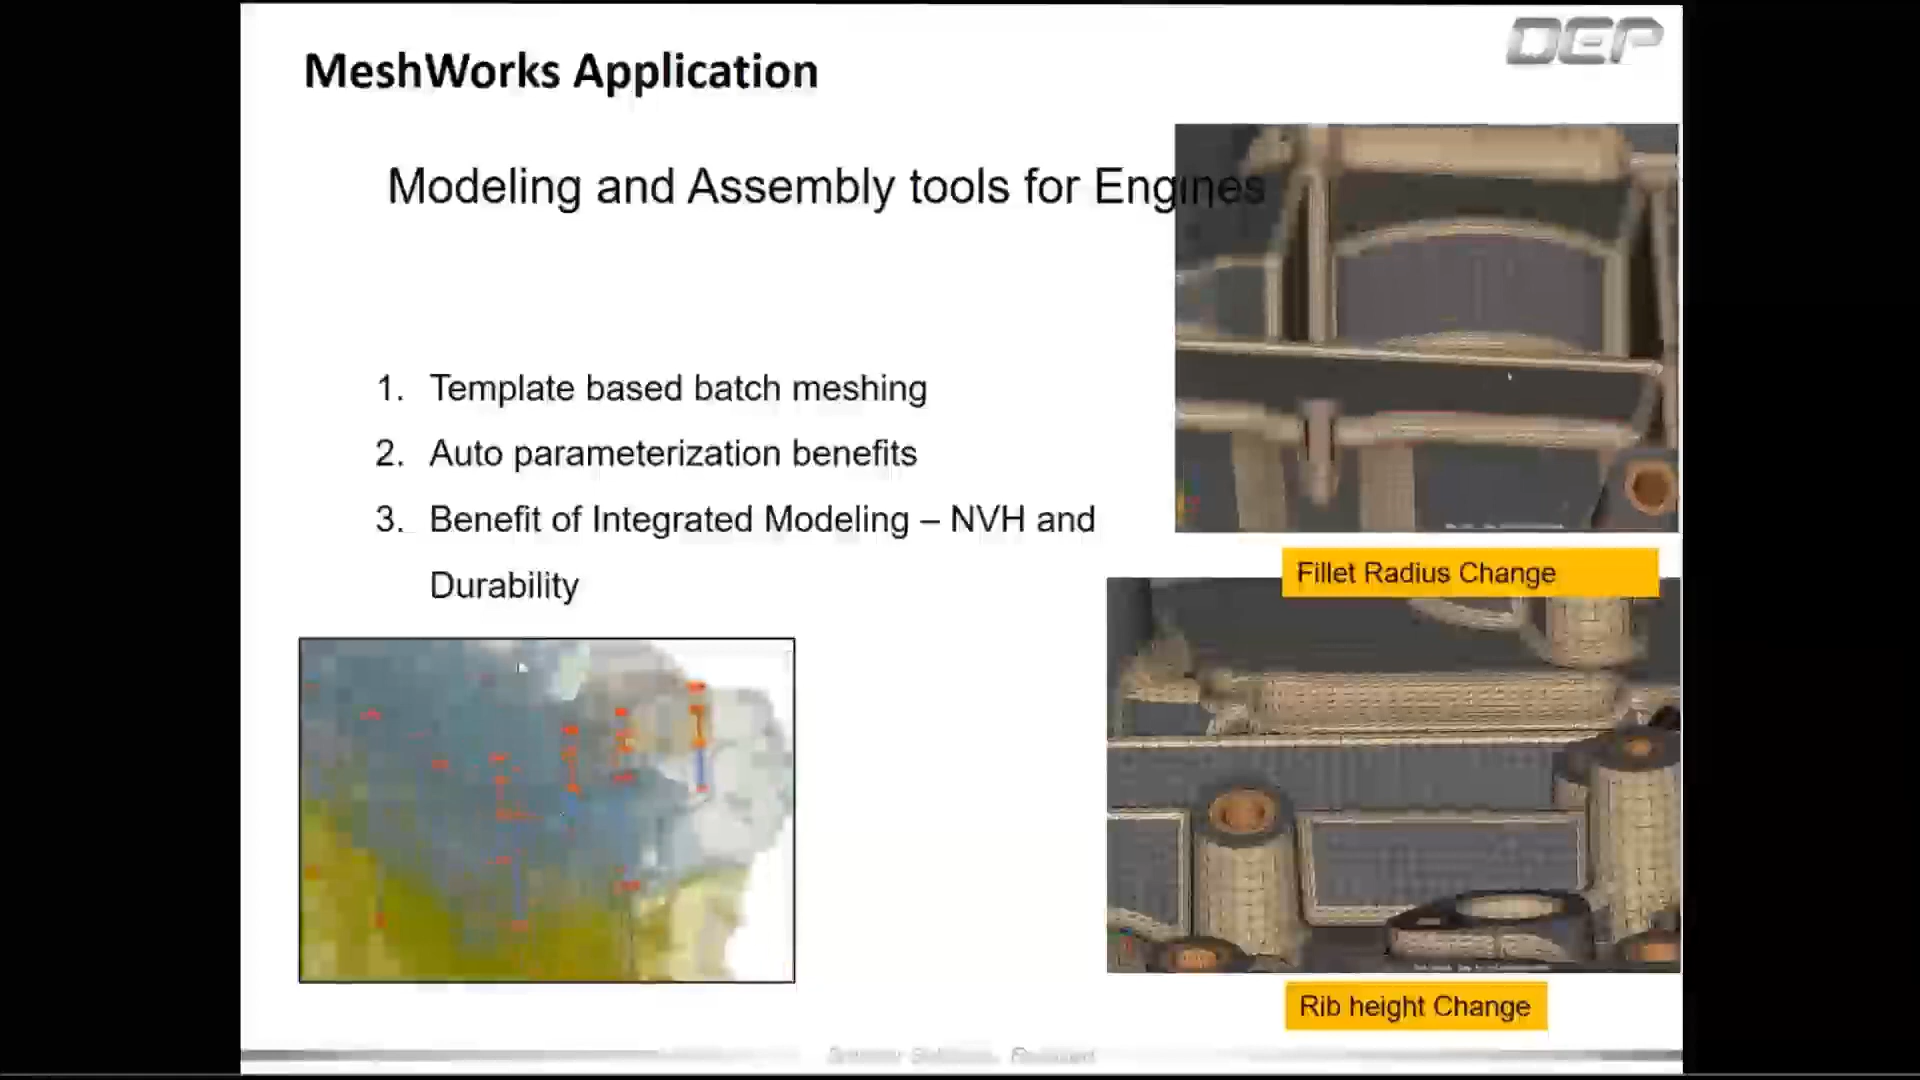 DEP
MeshWorks Application
Modeling and Assembly tools for Engines
1. Template based batch meshing
2. Auto parameterization benefits
3. Benefit of Integrated Modeling – NVH and
Durability
Fillet Radius Change
Rib height Change